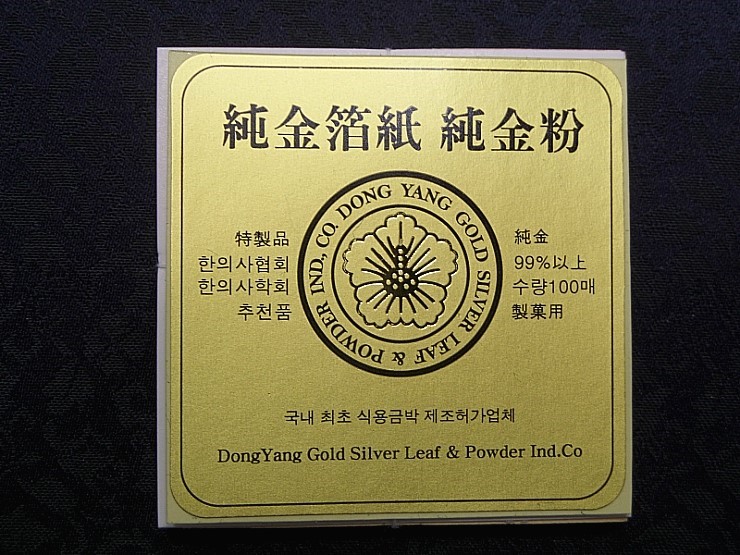 純金箔紙 純金粉
DONG YANG GOLD SILVER LEAF & POWDER IND., CO.
特製品
한의사협회
한의사학회
추천품
純金
99%以上
수량100매
製菓用
국내 최초 식용금박 제조허가업체
DongYang Gold Silver Leaf & Powder Ind.Co